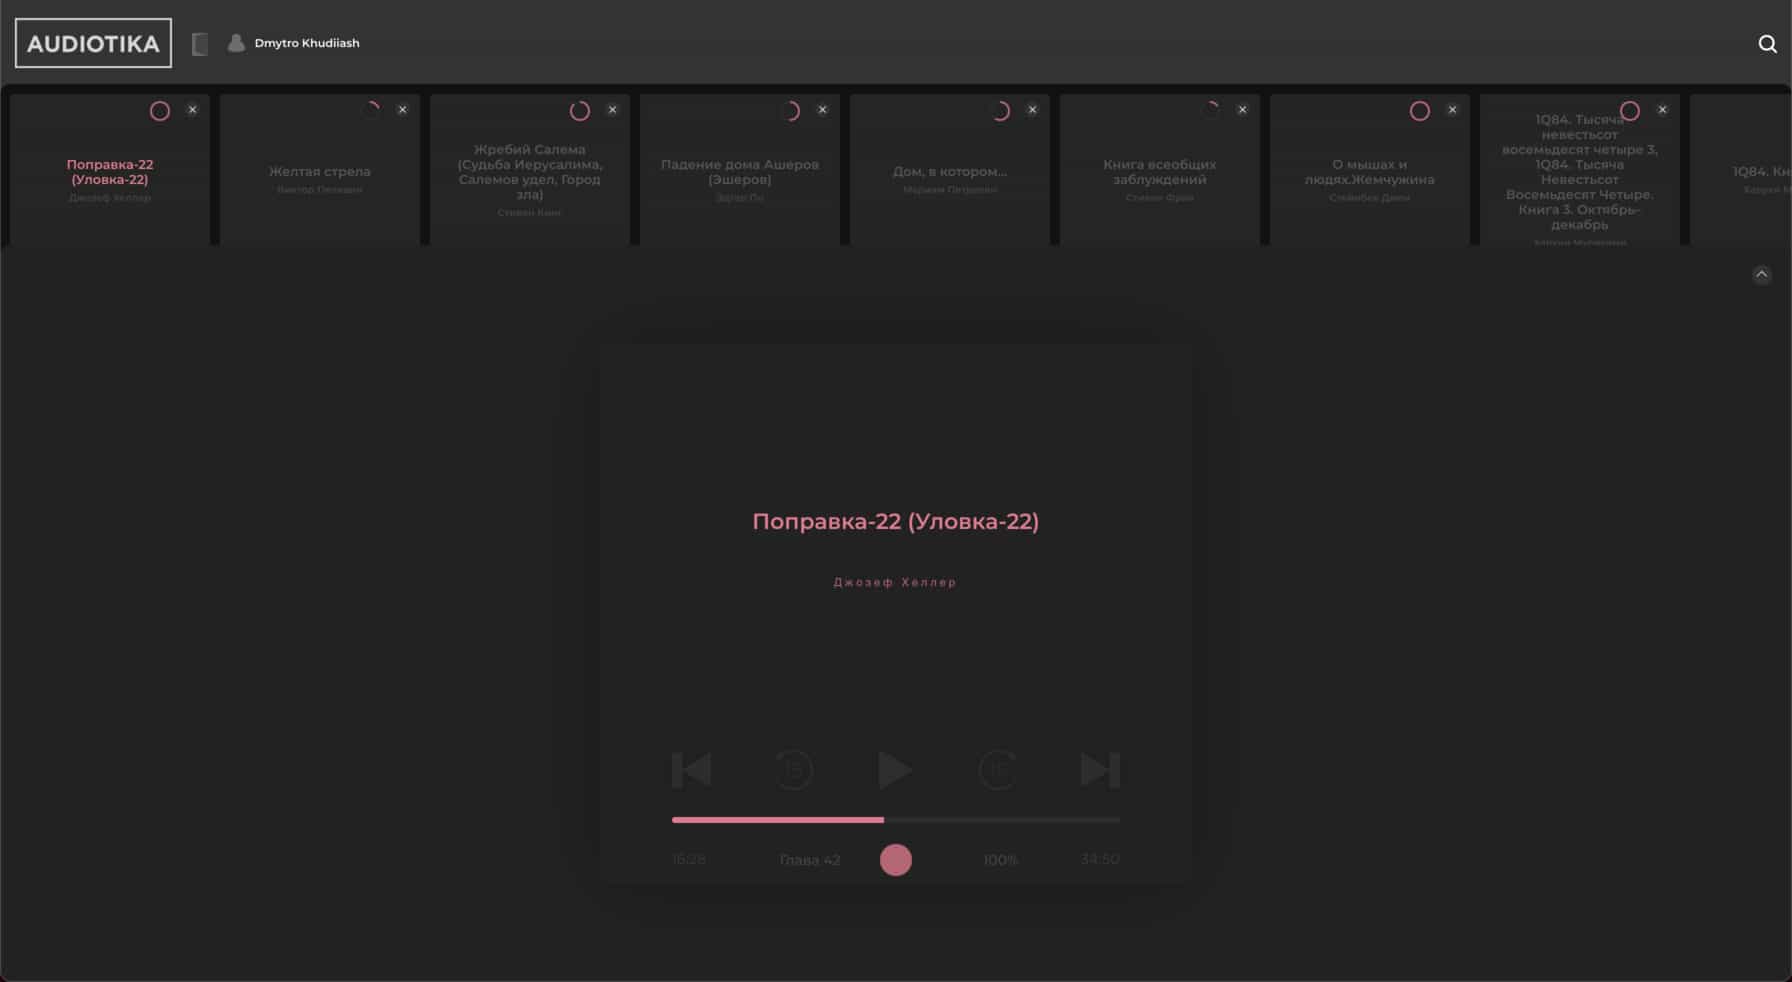 AUDIOTIKA
Dmytro Khudiiash
Поправка-22
(Уловка-22)
Джозеф Хеллер
Желтая стрела
Виктор Пелевин
Жребий Салема
(Судьба Иерусалима,
Салемов удел, Город
зла)
Стивен Кинг
Падение дома Ашеров
(Эшеров)
Эдгар По
Дом, в котором...
Мариам Петросян
Книга всеобщих
заблуждений
Стивен Фрай
О мышах и
людях.Жемчужина
Стейнбек Джон
1Q84. Тысяча
невестьсот
восемьдесят четыре 3,
1Q84. Тысяча
Невестьсот
Восемьдесят Четыре.
Книга 3. Октябрь-
декабрь
Харуки Мураками
1Q84. Кн
Харуки М
Поправка-22 (Уловка-22)
Джозеф Хеллер
15
15
16:28
Глава 42
100%
34:50